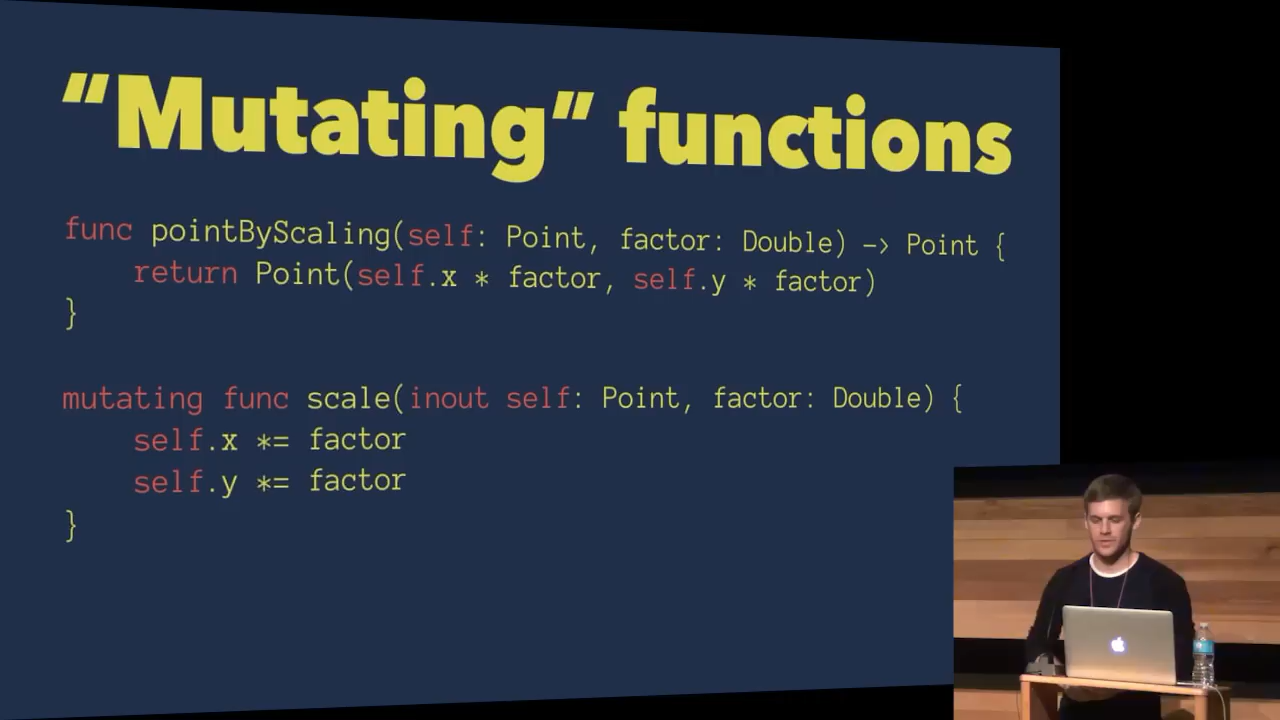 “Mutating” functions
func pointByScaling(self: Point, factor: Double) -> Point {
    return Point(self.x * factor, self.y * factor)
}
mutating func scale(inout self: Point, factor: Double) {
    self.x *= factor
    self.y *= factor
}